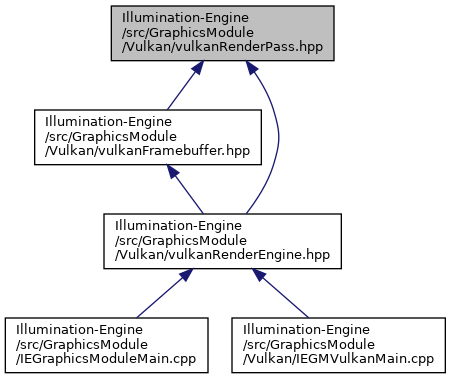 Illumination-Engine
/src/GraphicsModule
/Vulkan/vulkanRenderPass.hpp
Illumination-Engine
/src/GraphicsModule
/Vulkan/vulkanFramebuffer.hpp
Illumination-Engine
/src/GraphicsModule
/Vulkan/vulkanRenderEngine.hpp
Illumination-Engine
/src/GraphicsModule
/IEGraphicsModuleMain.cpp
Illumination-Engine
/src/GraphicsModule
/Vulkan/IEGMVulkanMain.cpp